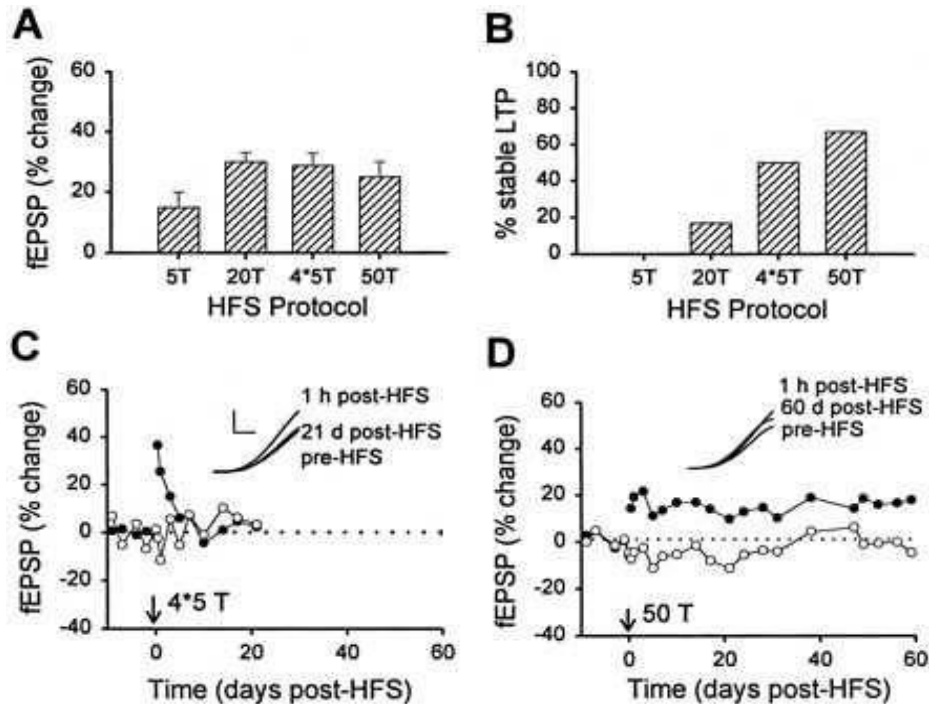 A
fEPSP (% change)
60
40
20
0
5T 20T 4*5T 50T
HFS Protocol
B
% stable LTP
100
80
60
40
20
0
5T 20T 4*5T 50T
HFS Protocol
C
fEPSP (% change)
60
40
20
0
-20
-40
1 h post-HFS
21 d post-HFS
pre-HFS
4*5 T
0 20 40 60
Time (days post-HFS)
D
fEPSP (% change)
60
40
20
0
-20
-40
1 h post-HFS
60 d post-HFS
pre-HFS
50 T
0 20 40 60
Time (days post-HFS)